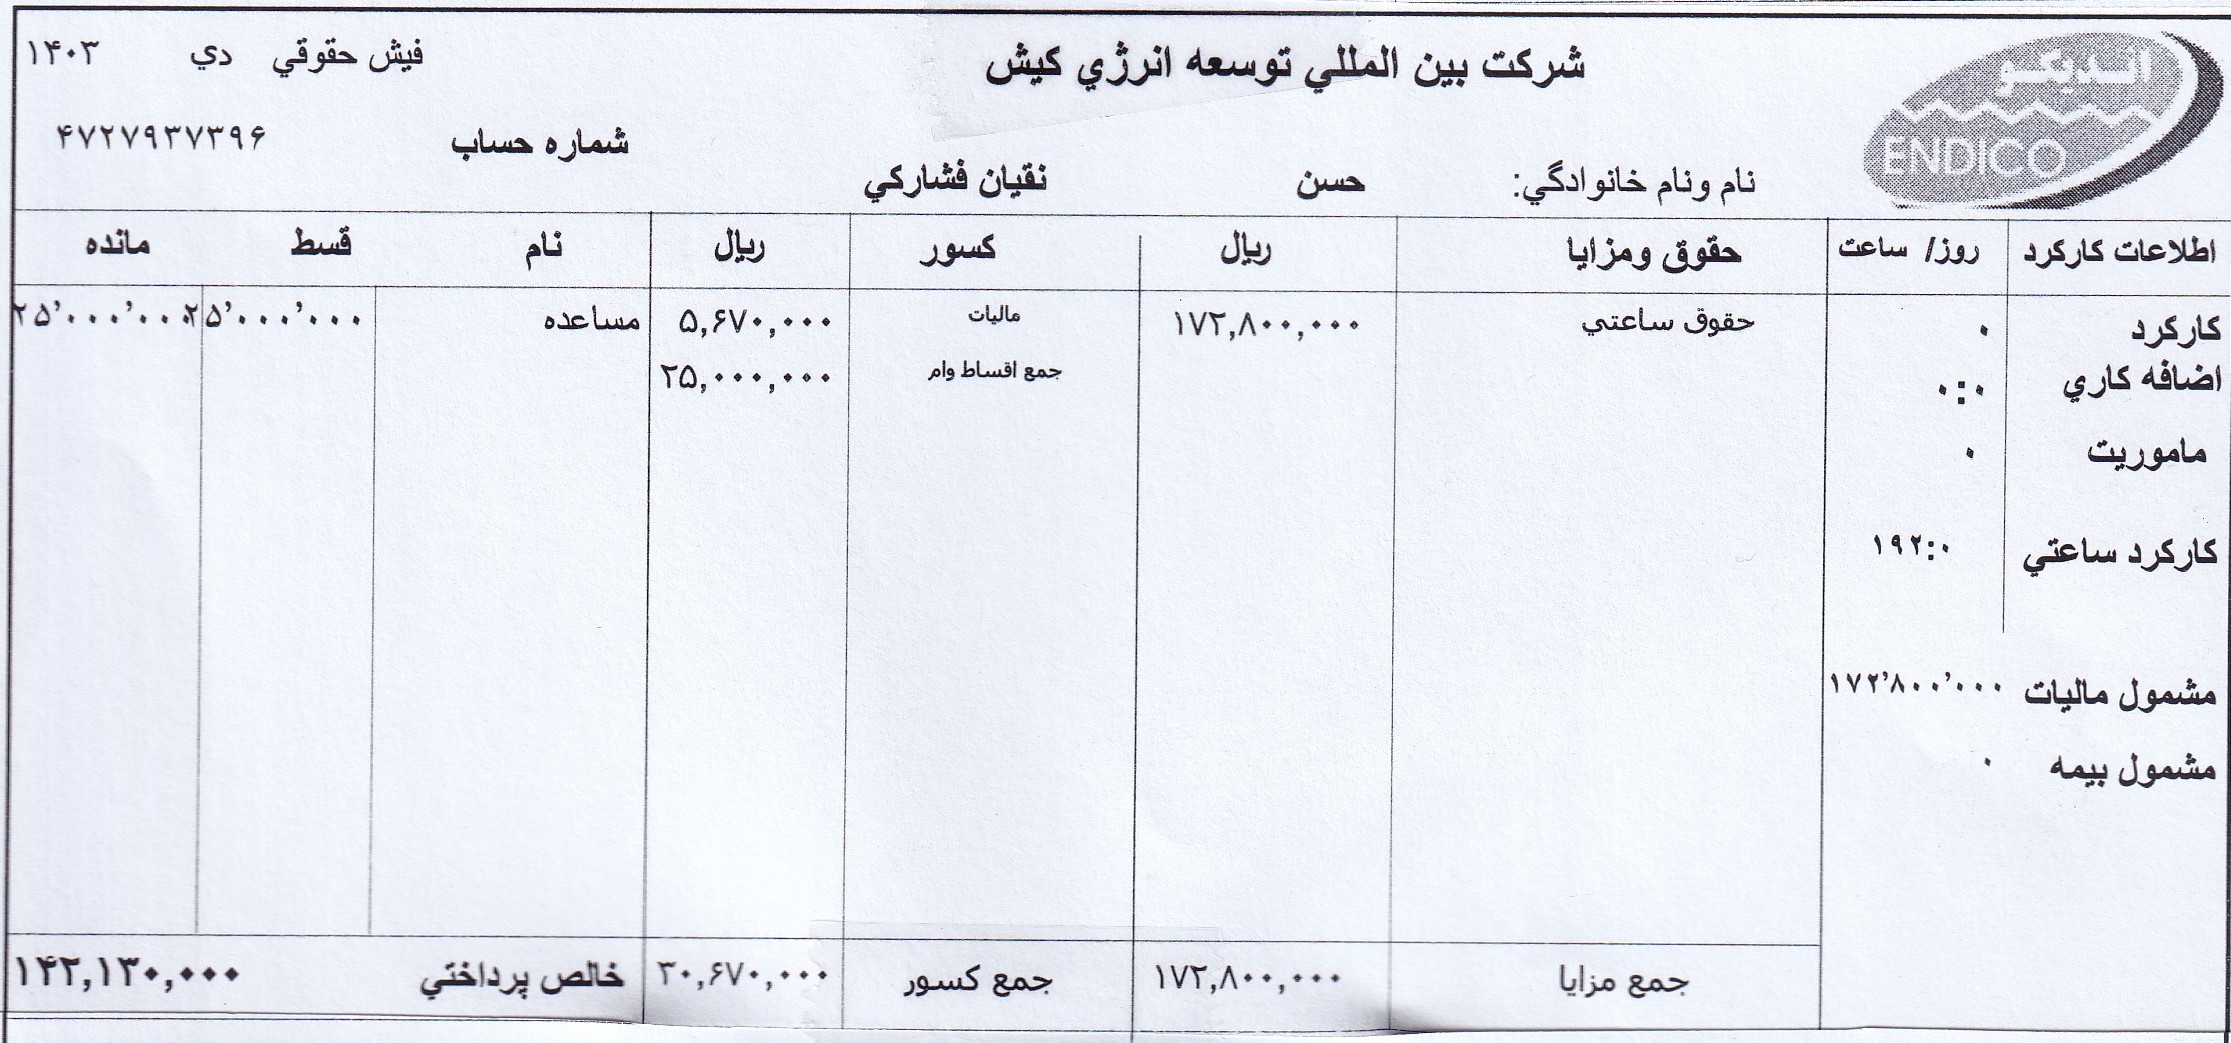 اندیکو
ENDICO
شركت بين المللي توسعه انرژي كيش
فيش حقوقي دي ۱۴۰۳
نام ونام خانوادگي: حسن نقيان فشاركي
شماره حساب ۴۷۲۷۹۳۷۳۹۶
اطلاعات كاركرد روز/ ساعت حقوق ومزايا ريال كسور ريال نام قسط مانده
كاركرد ۰ حقوق ساعتي ۱۷۲,۸۰۰,۰۰۰ ماليات ۵,۶۷۰,۰۰۰ مساعده ۲۵٬۰۰۰٬۰۰۰ ۲۵٬۰۰۰٬۰۰۰
اضافه كاري ۰:۰ جمع اقساط وام ۲۵,۰۰۰,۰۰۰
ماموريت ۰
كاركرد ساعتي ۱۹۲:۰
مشمول ماليات ۱۷۲٬۸۰۰٬۰۰۰
مشمول بيمه ۰
جمع مزايا ۱۷۲,۸۰۰,۰۰۰ جمع كسور ۳۰,۶۷۰,۰۰۰ خالص پرداختي ۱۴۲,۱۳۰,۰۰۰